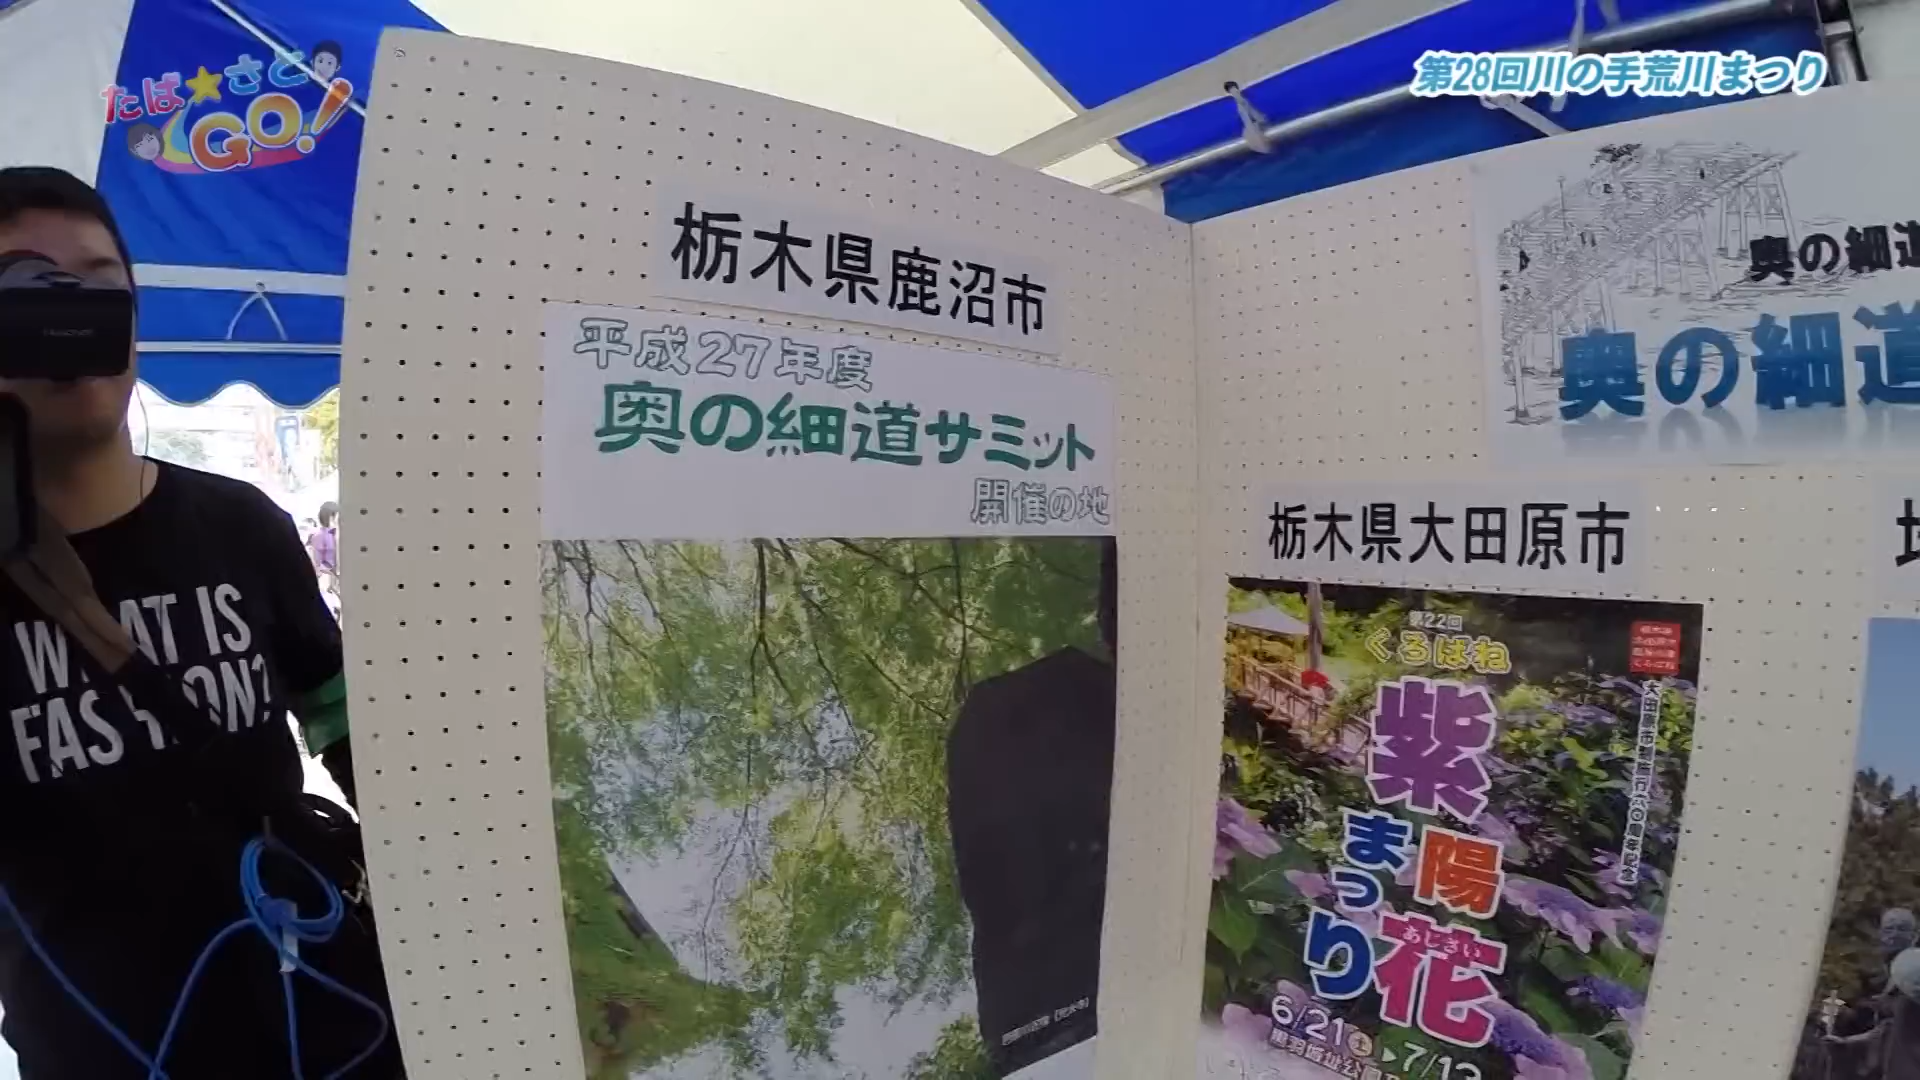 たば★さとGO!
第28回川の手荒川まつり
栃木県鹿沼市
平成27年度
奥の細道サミット
開催の地
奥の細道
奥の細道
栃木県大田原市
第22回
くろばね
紫陽花
あじさい
まつり
6/21土▶7/13
WHAT IS
FASHION?